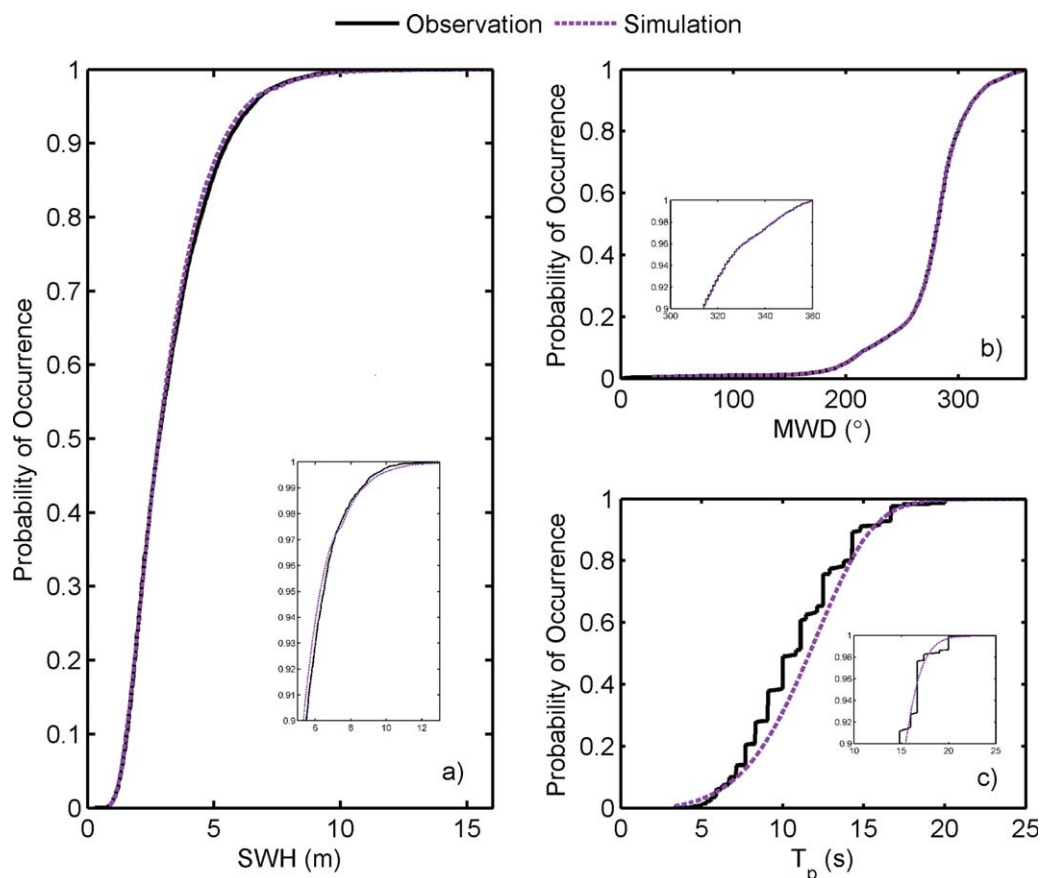 Observation Simulation
Probability of Occurrence
1
0.9
0.8
0.7
0.6
0.5
0.4
0.3
0.2
0.1
0
0 5 10 15
SWH (m)
a)
1
0.99
0.98
0.97
0.96
0.95
0.94
0.93
0.92
0.91
0.9
6 8 10 12
Probability of Occurrence
1
0.8
0.6
0.4
0.2
0
0 100 200 300
MWD (°)
b)
1
0.98
0.96
0.94
0.92
0.9
300 320 340 360
Probability of Occurrence
1
0.8
0.6
0.4
0.2
0
0 5 10 15 20 25
Tp (s)
c)
1
0.98
0.96
0.94
0.92
0.9
10 15 20 25